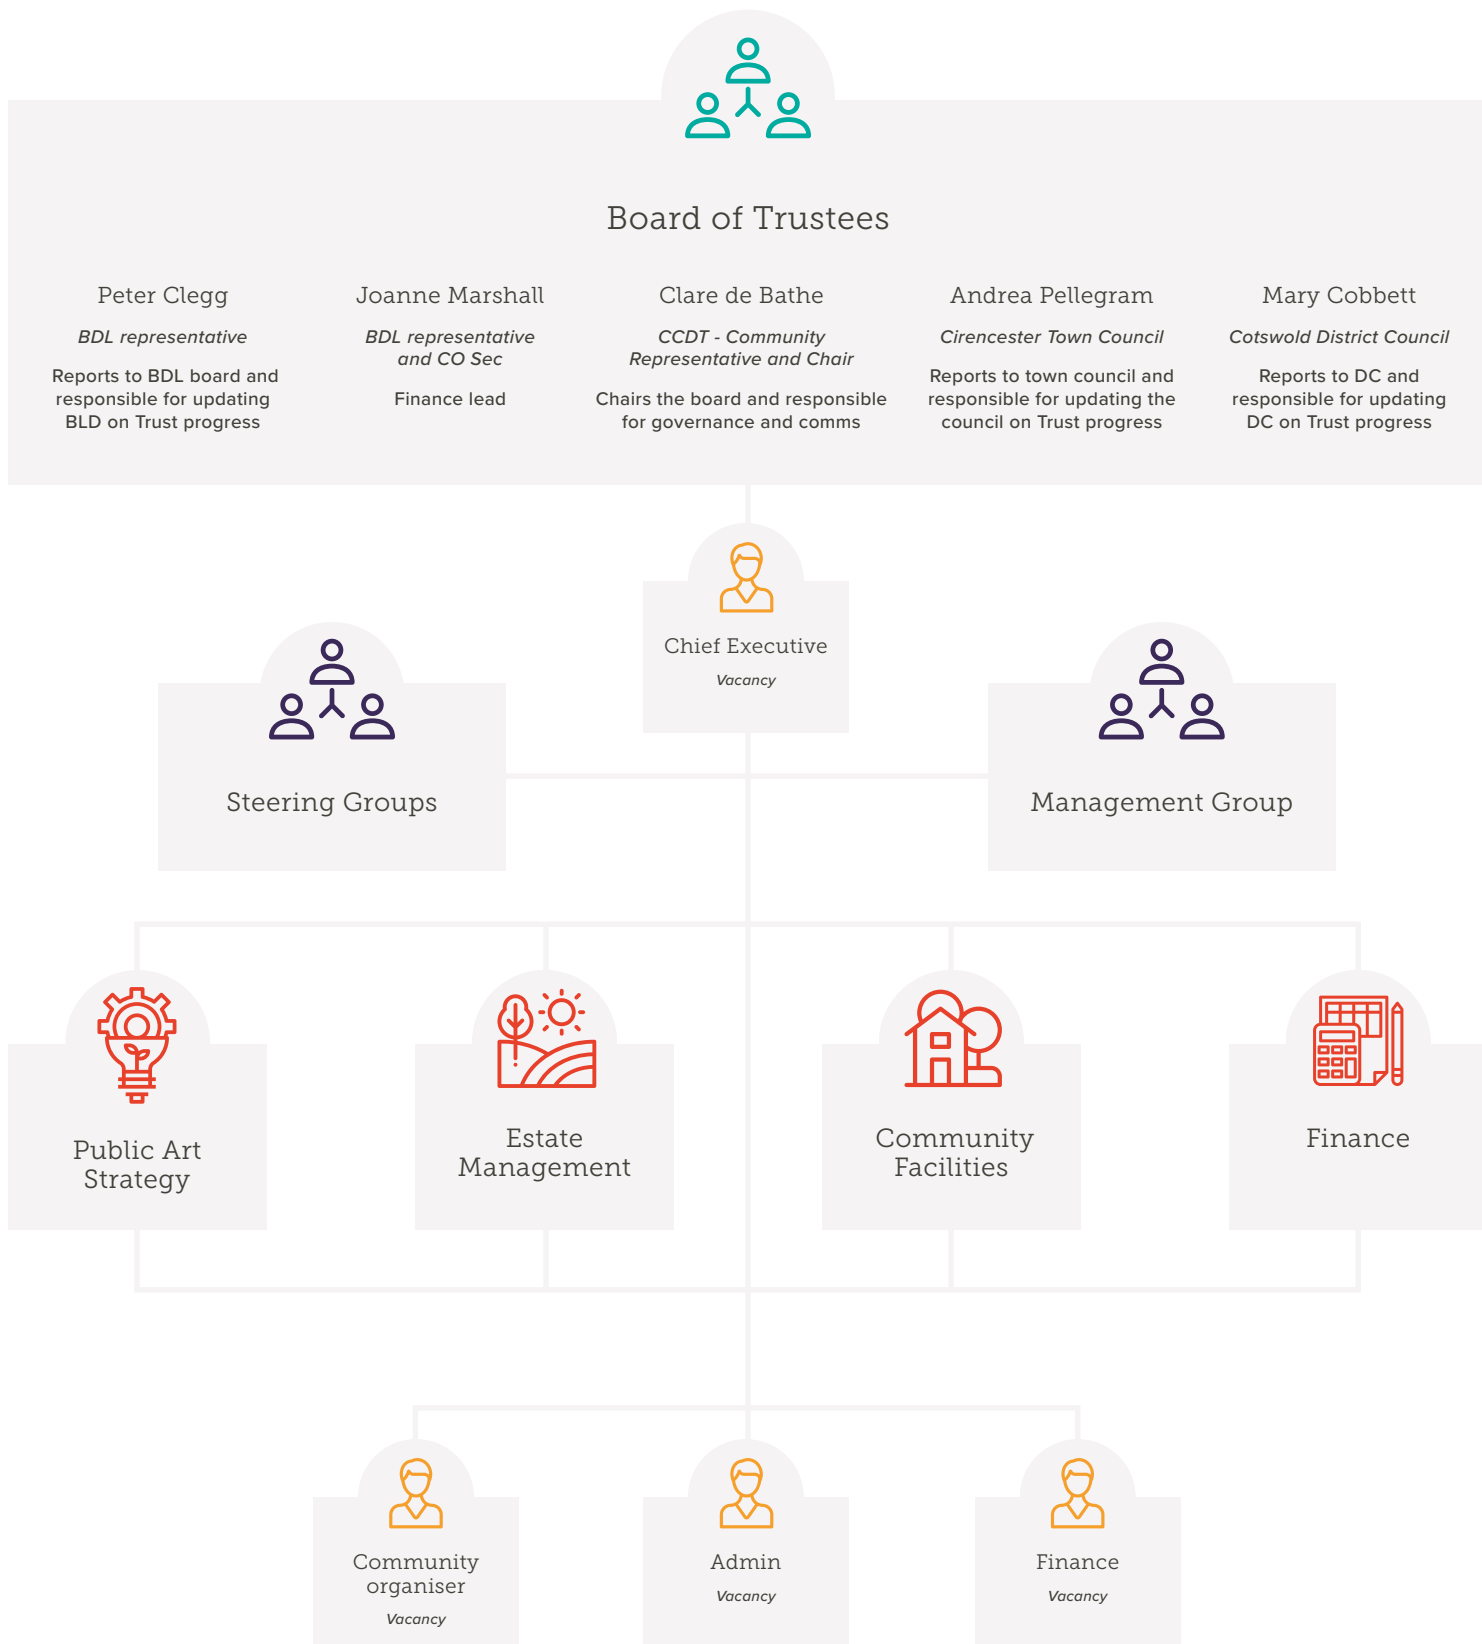 Board of Trustees
Peter Clegg
BDL representative
Reports to BDL board and
responsible for updating
BLD on Trust progress
Joanne Marshall
BDL representative
and CO Sec
Finance lead
Clare de Bathe
CCDT - Community
Representative and Chair
Chairs the board and responsible
for governance and comms
Andrea Pellegram
Cirencester Town Council
Reports to town council and
responsible for updating the
council on Trust progress
Mary Cobbett
Cotswold District Council
Reports to DC and
responsible for updating
DC on Trust progress
Chief Executive
Vacancy
Steering Groups
Management Group
Public Art
Strategy
Estate
Management
Community
Facilities
Finance
Community
organiser
Vacancy
Admin
Vacancy
Finance
Vacancy